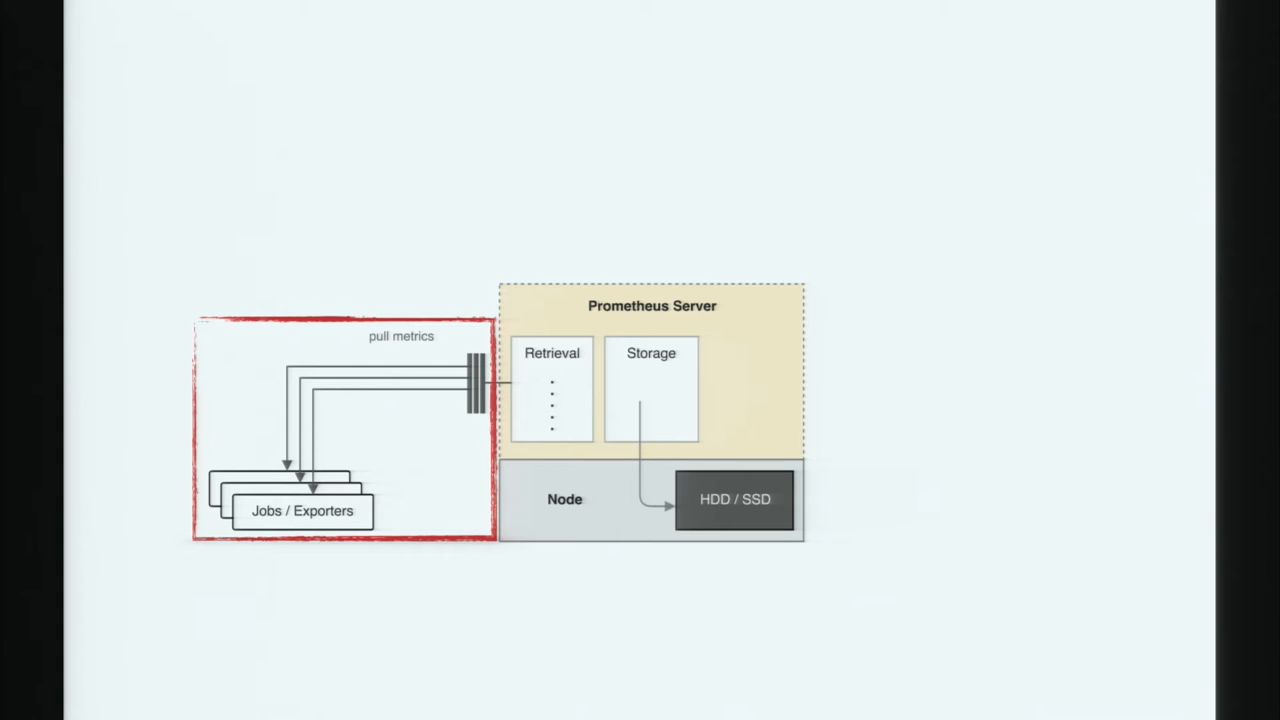 Prometheus Server
pull metrics
Retrieval
Storage
Node
HDD / SSD
Jobs / Exporters